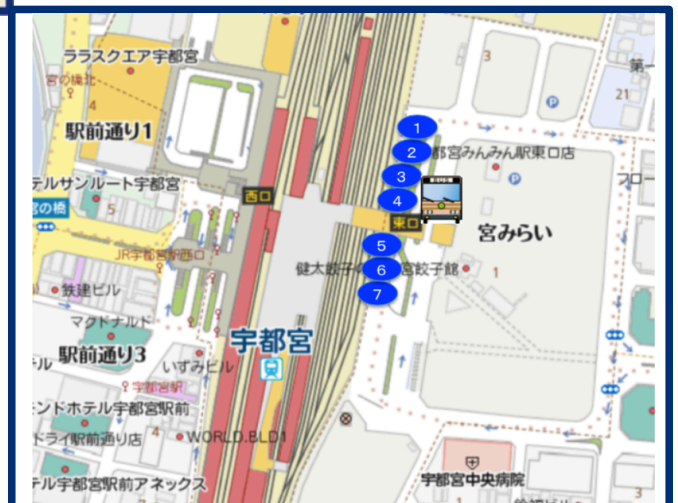 ララスクエア宇都宮
宮の橋北
3
第一
4
21
駅前通り1
1
2
都宮みんみん駅東口店
3
BUS
フロー
テルサンルート宇都宮
西口
4
宮の橋
5
東口
宮みらい
5
JR宇都宮駅西口
健太餃子
6
宮餃子館
1
鉄建ビル
7
マクドナルド
宇都宮
駅前通り3
いずみビル
宇都宮駅
ンドホテル宇都宮駅前
ドライ駅前通り店
4
WORLD.BLD1
宇都宮中央病院
テル宇都宮駅前アネックス
1
3